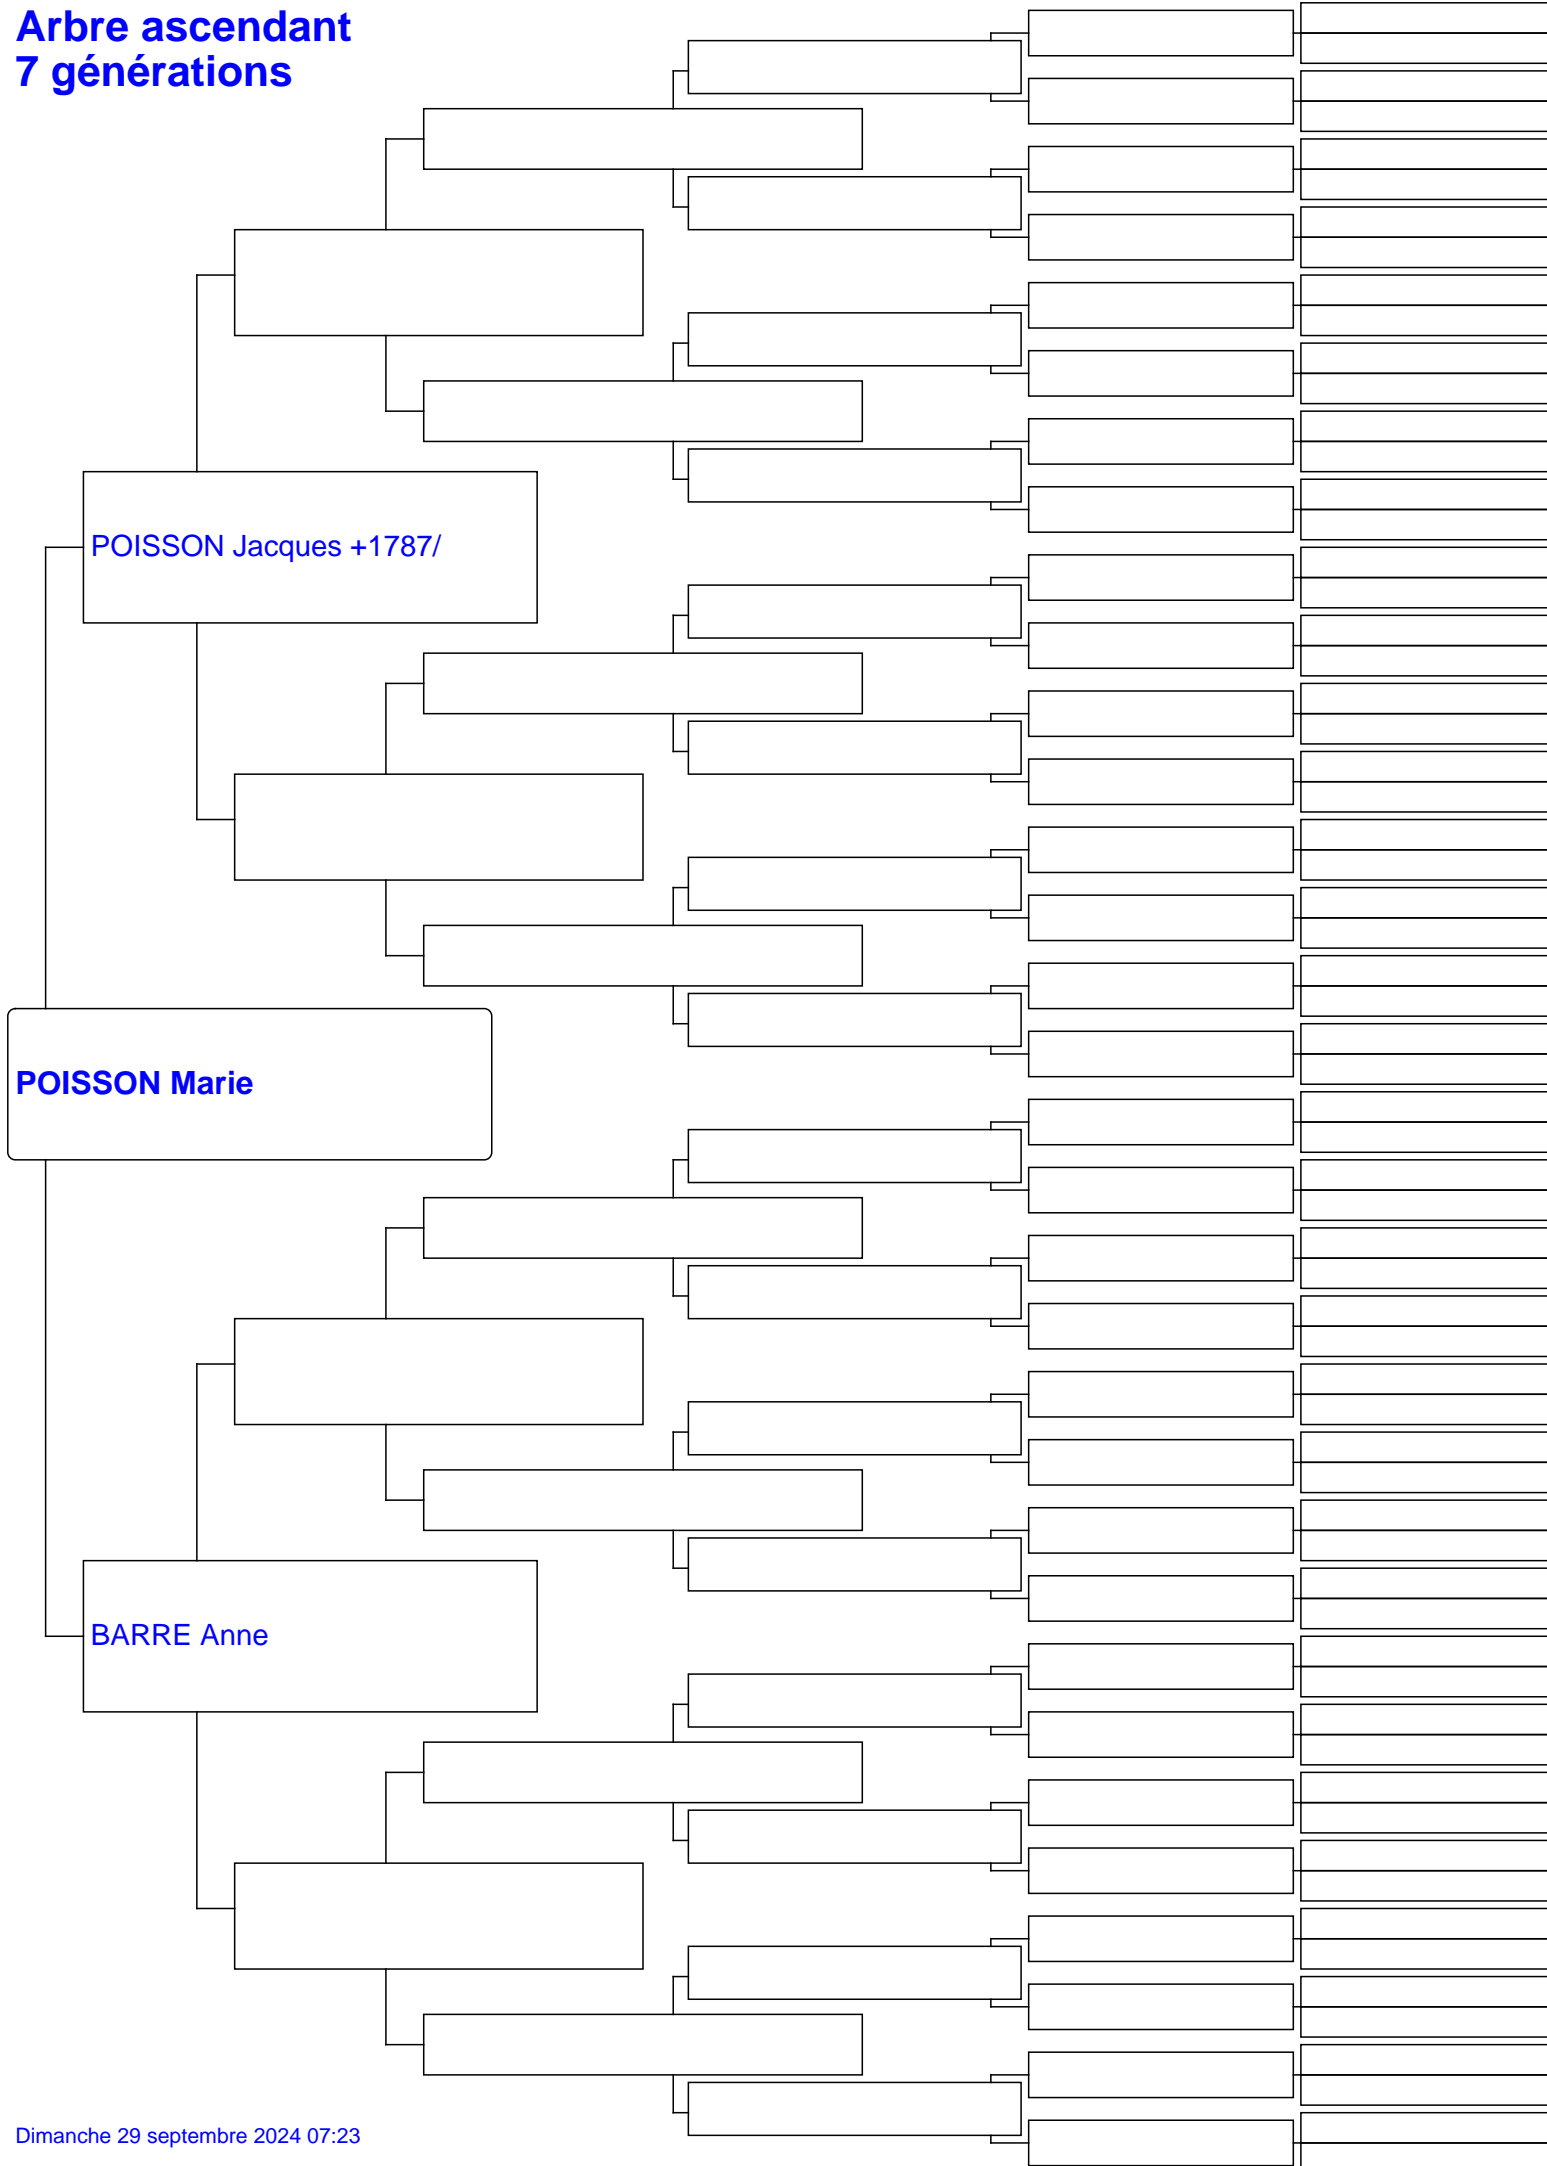 Arbre ascendant
7 générations
POISSON Jacques +1787/
POISSON Marie
BARRE Anne
Dimanche 29 septembre 2024 07:23